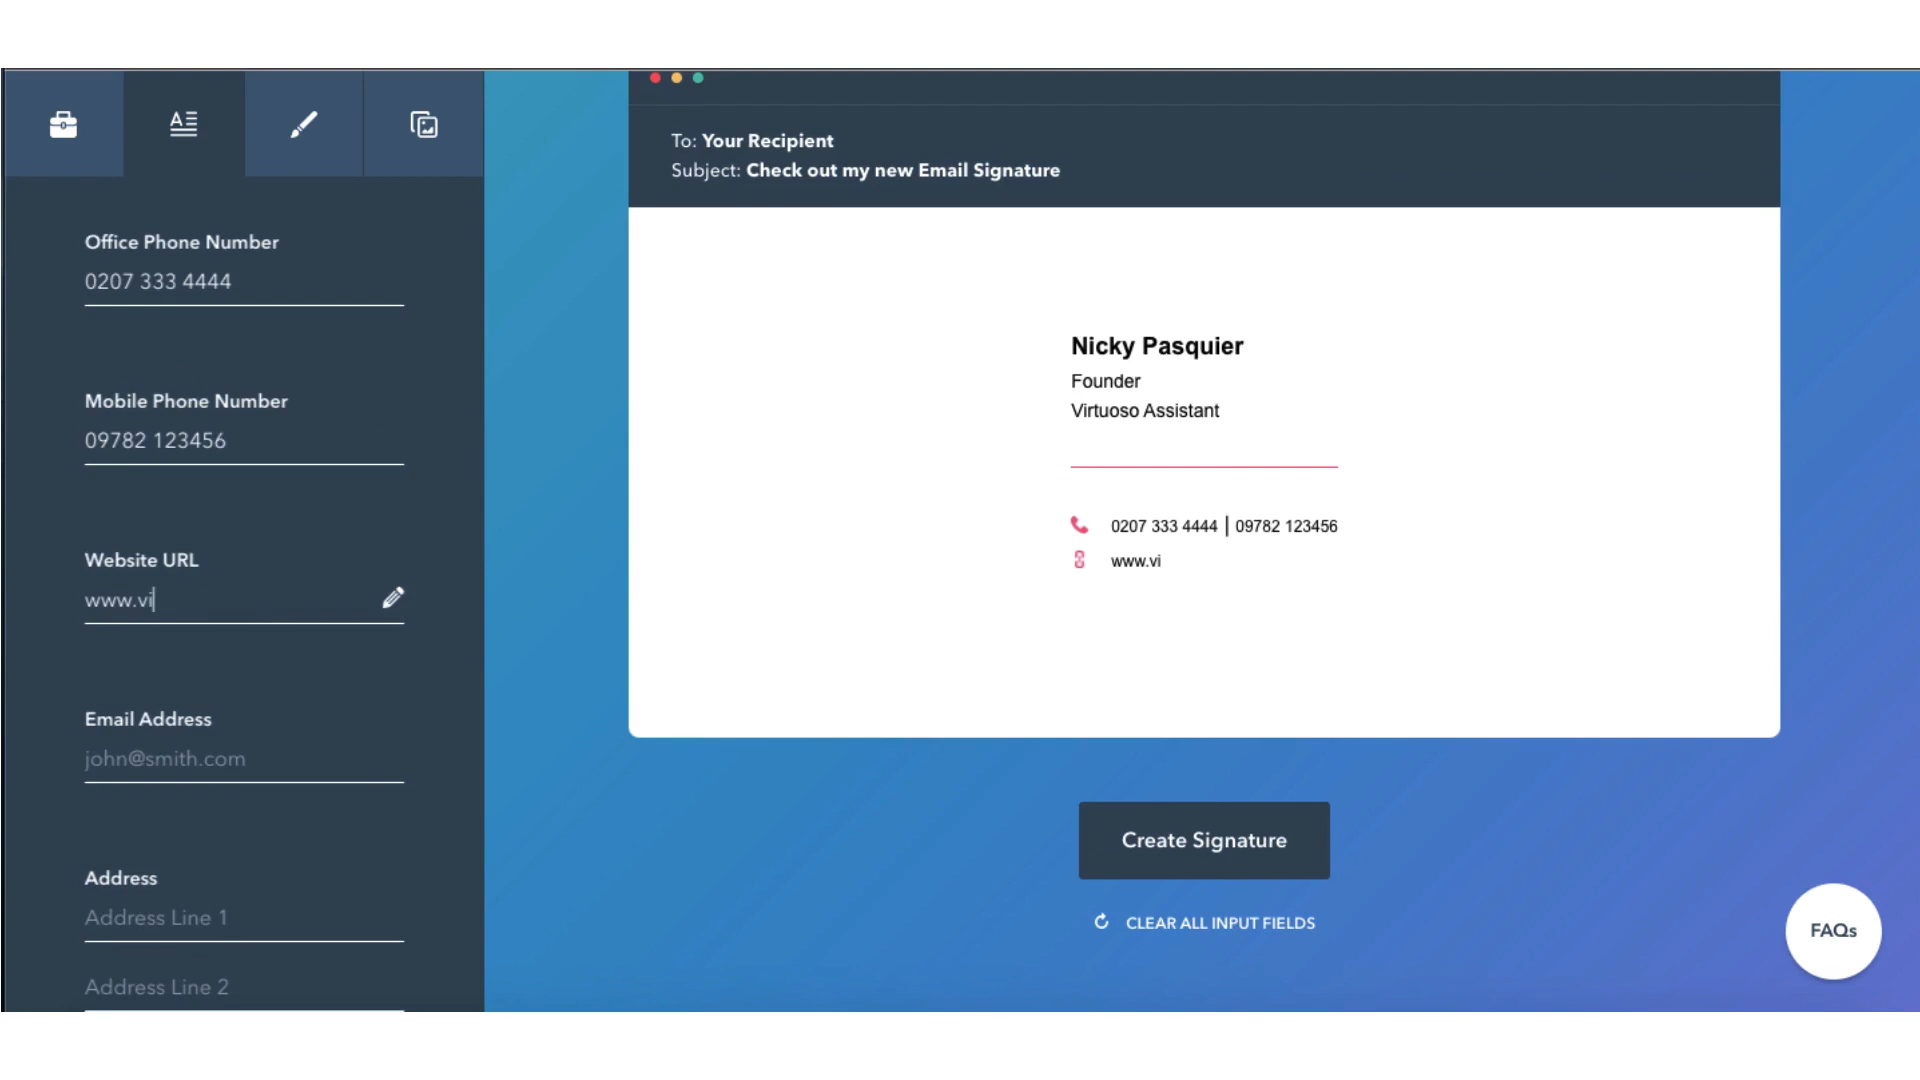 Office Phone Number
0207 333 4444
Mobile Phone Number
09782 123456
Website URL
www.vi
Email Address
john@smith.com
Address
Address Line 1
Address Line 2
To: Your Recipient
Subject: Check out my new Email Signature
Nicky Pasquier
Founder
Virtuoso Assistant
0207 333 4444 | 09782 123456
www.vi
Create Signature
CLEAR ALL INPUT FIELDS
FAQs